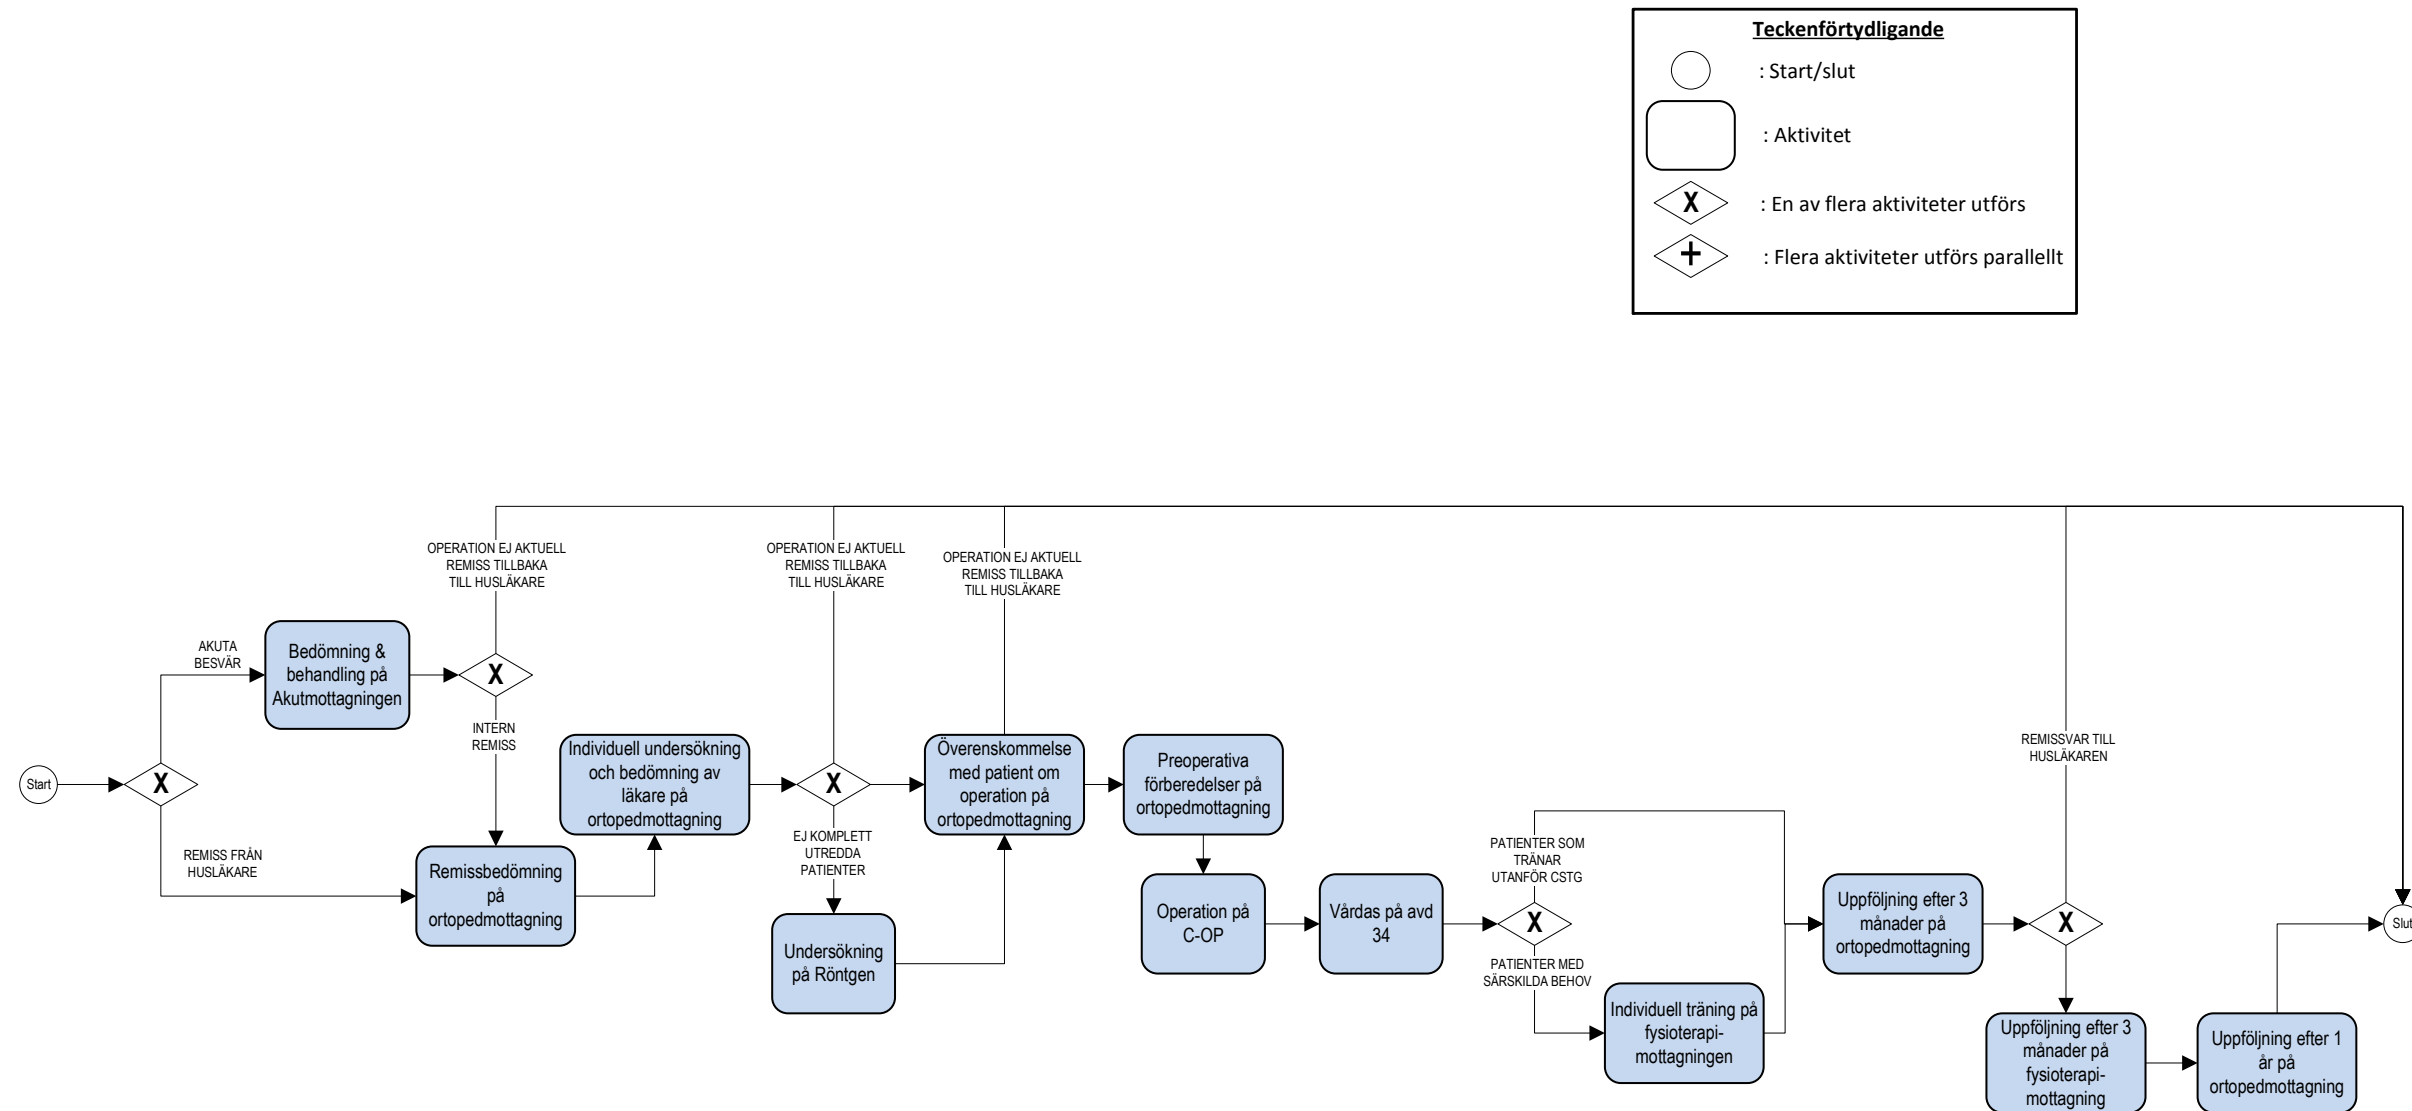 Teckenförtydligande
: Start/slut
: Aktivitet
X
: En av flera aktiviteter utförs
+
: Flera aktiviteter utförs parallellt
OPERATION EJ AKTUELL
REMISS TILLBAKA
TILL HUSLÄKARE
OPERATION EJ AKTUELL
REMISS TILLBAKA
TILL HUSLÄKARE
OPERATION EJ AKTUELL
REMISS TILLBAKA
TILL HUSLÄKARE
Start
X
AKUTA
BESVÄR
Bedömning &
behandling på
Akutmottagningen
X
INTERN
REMISS
REMISS FRÅN
HUSLÄKARE
Remissbedömning
på
ortopedmottagning
Individuell undersökning
och bedömning av
läkare på
ortopedmottagning
X
EJ KOMPLETT
UTREDDA
PATIENTER
Undersökning
på Röntgen
Överenskommelse
med patient om
operation på
ortopedmottagning
Preoperativa
förberedelser på
ortopedmottagning
Operation på
C-OP
Vårdas på avd
34
PATIENTER SOM
TRÄNAR
UTANFÖR CSTG
X
PATIENTER MED
SÄRSKILDA BEHOV
Individuell träning på
fysioterapi-
mottagningen
Uppföljning efter 3
månader på
ortopedmottagning
REMISSVAR TILL
HUSLÄKAREN
X
Uppföljning efter 3
månader på
fysioterapi-
mottagning
Uppföljning efter 1
år på
ortopedmottagning
Slut